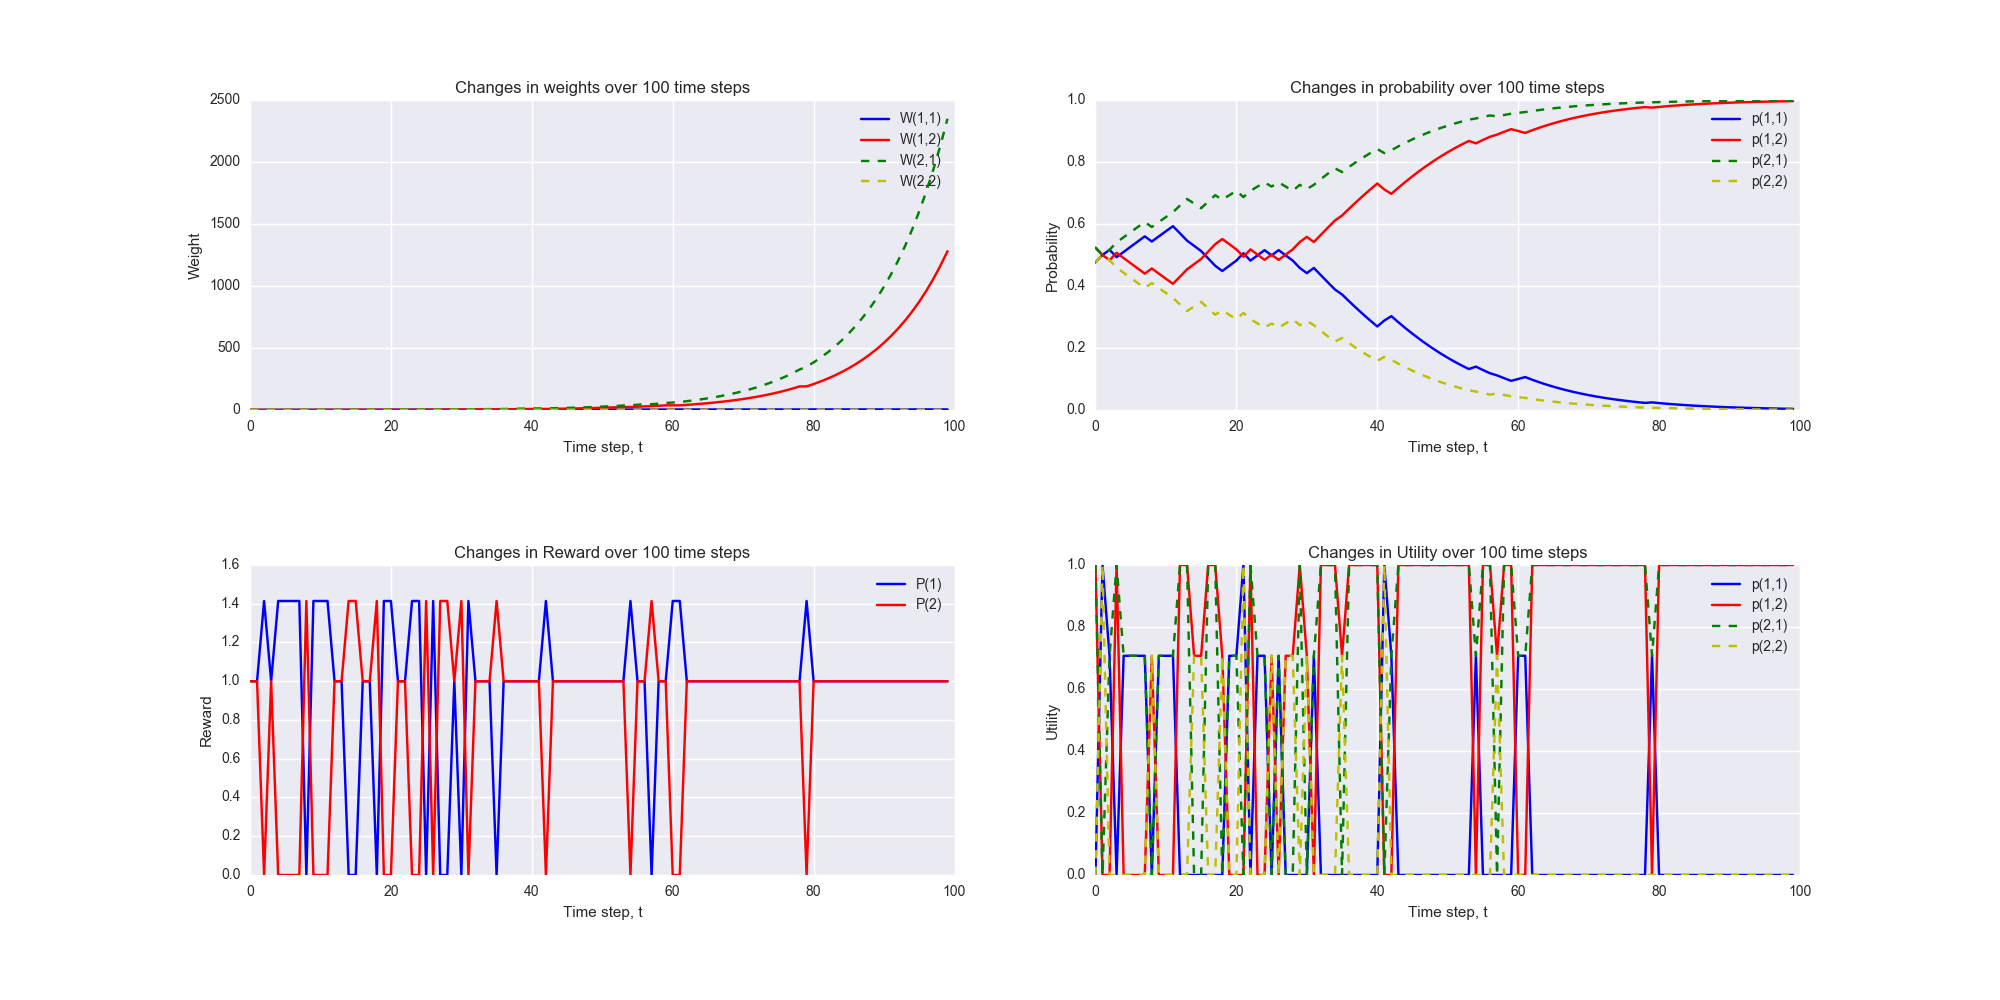 Changes in weights over 100 time steps
2500
2000
1500
1000
500
0
Weight
0 20 40 60 80 100
Time step, t
W(1,1)
W(1,2)
W(2,1)
W(2,2)
Changes in probability over 100 time steps
1.0
0.8
0.6
0.4
0.2
0.0
Probability
0 20 40 60 80 100
Time step, t
p(1,1)
p(1,2)
p(2,1)
p(2,2)
Changes in Reward over 100 time steps
1.6
1.4
1.2
1.0
0.8
0.6
0.4
0.2
0.0
Reward
0 20 40 60 80 100
Time step, t
P(1)
P(2)
Changes in Utility over 100 time steps
1.0
0.8
0.6
0.4
0.2
0.0
Utility
0 20 40 60 80 100
Time step, t
p(1,1)
p(1,2)
p(2,1)
p(2,2)